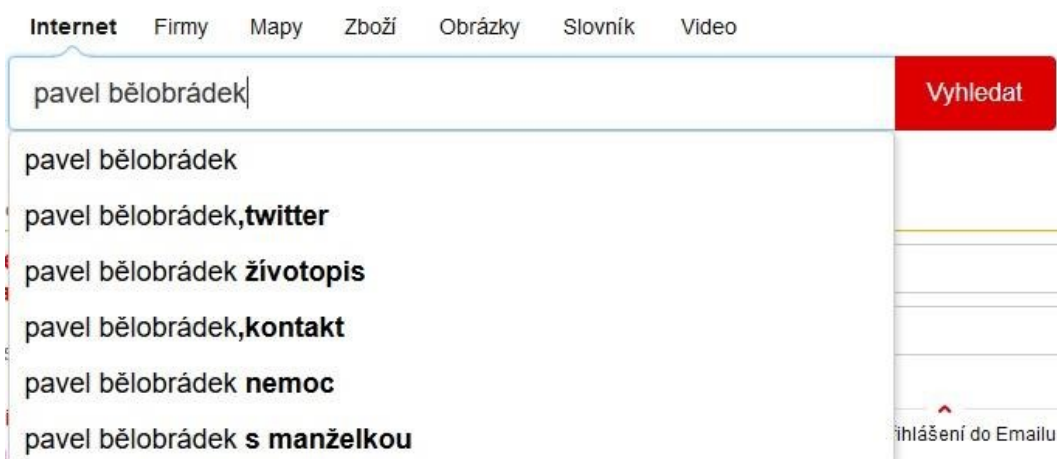 Internet Firmy Mapy Zboží Obrázky Slovník Video
pavel bělobrádek Vyhledat
pavel bělobrádek
pavel bělobrádek,twitter
pavel bělobrádek žívotopis
pavel bělobrádek,kontakt
pavel bělobrádek nemoc
pavel bělobrádek s manželkou
ihlášení do Emailu